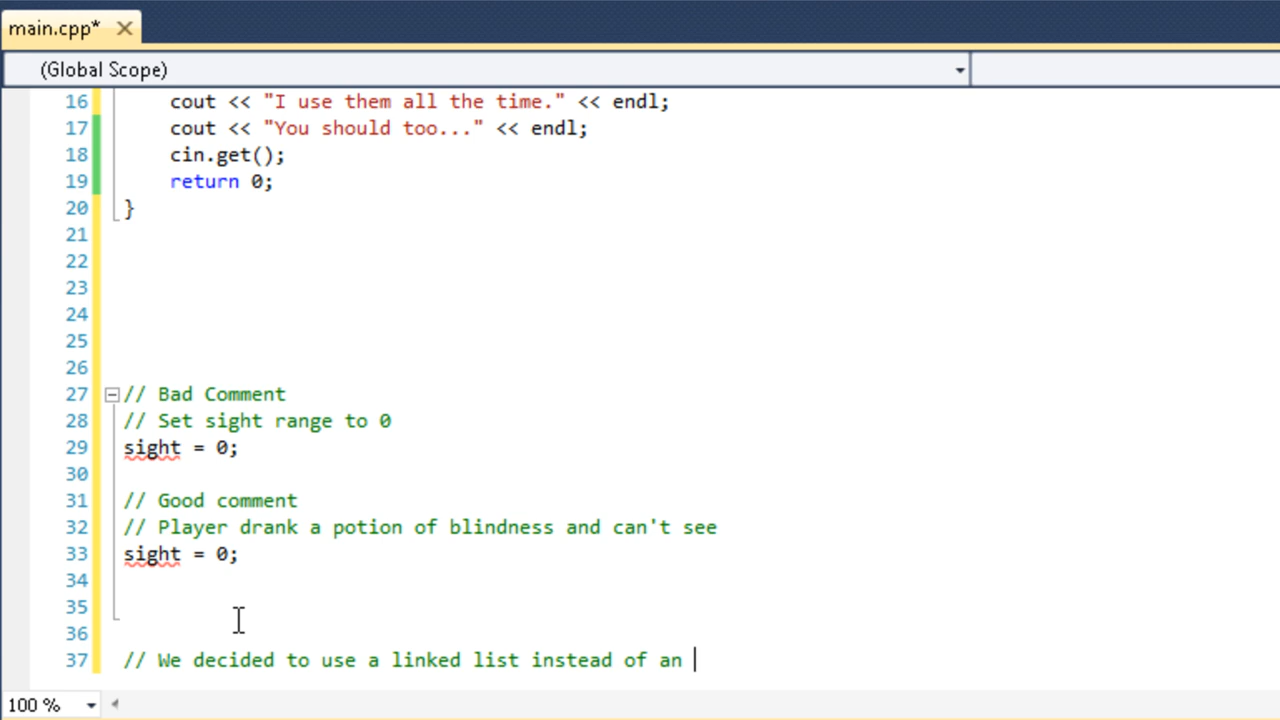 main.cpp*
(Global Scope)
16 cout << "I use them all the time." << endl;
17 cout << "You should too..." << endl;
18 cin.get();
19 return 0;
20 }
21
22
23
24
25
26
27 // Bad Comment
28 // Set sight range to 0
29 sight = 0;
30
31 // Good comment
32 // Player drank a potion of blindness and can't see
33 sight = 0;
34
35
36
37 // We decided to use a linked list instead of an
100 %